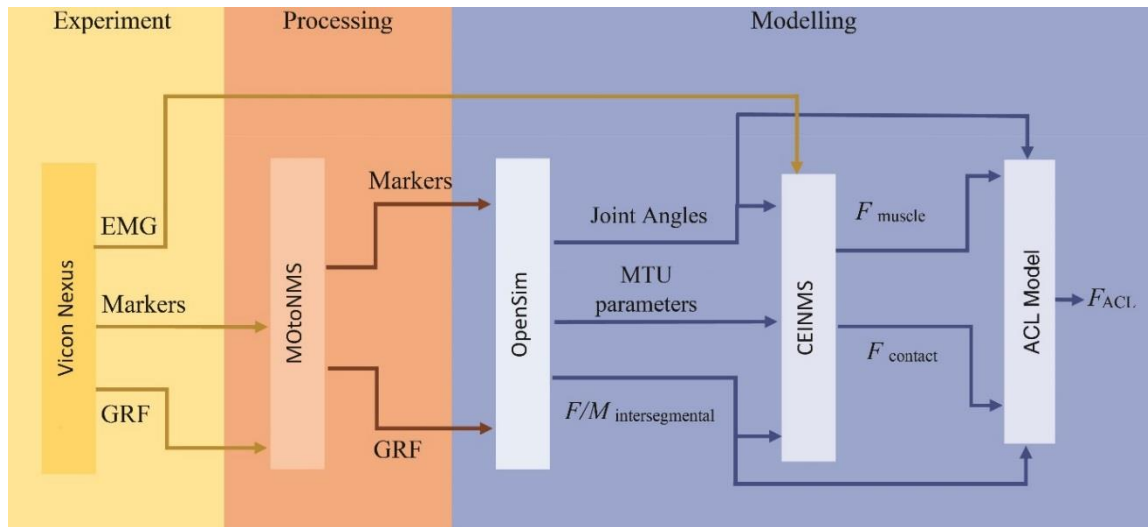 Experiment
Processing
Modelling
Vicon Nexus
EMG
Markers
GRF
MOtoNMS
Markers
GRF
OpenSim
Joint Angles
MTU
parameters
F/M intersegmental
CEINMS
F muscle
F contact
ACL Model
FACL